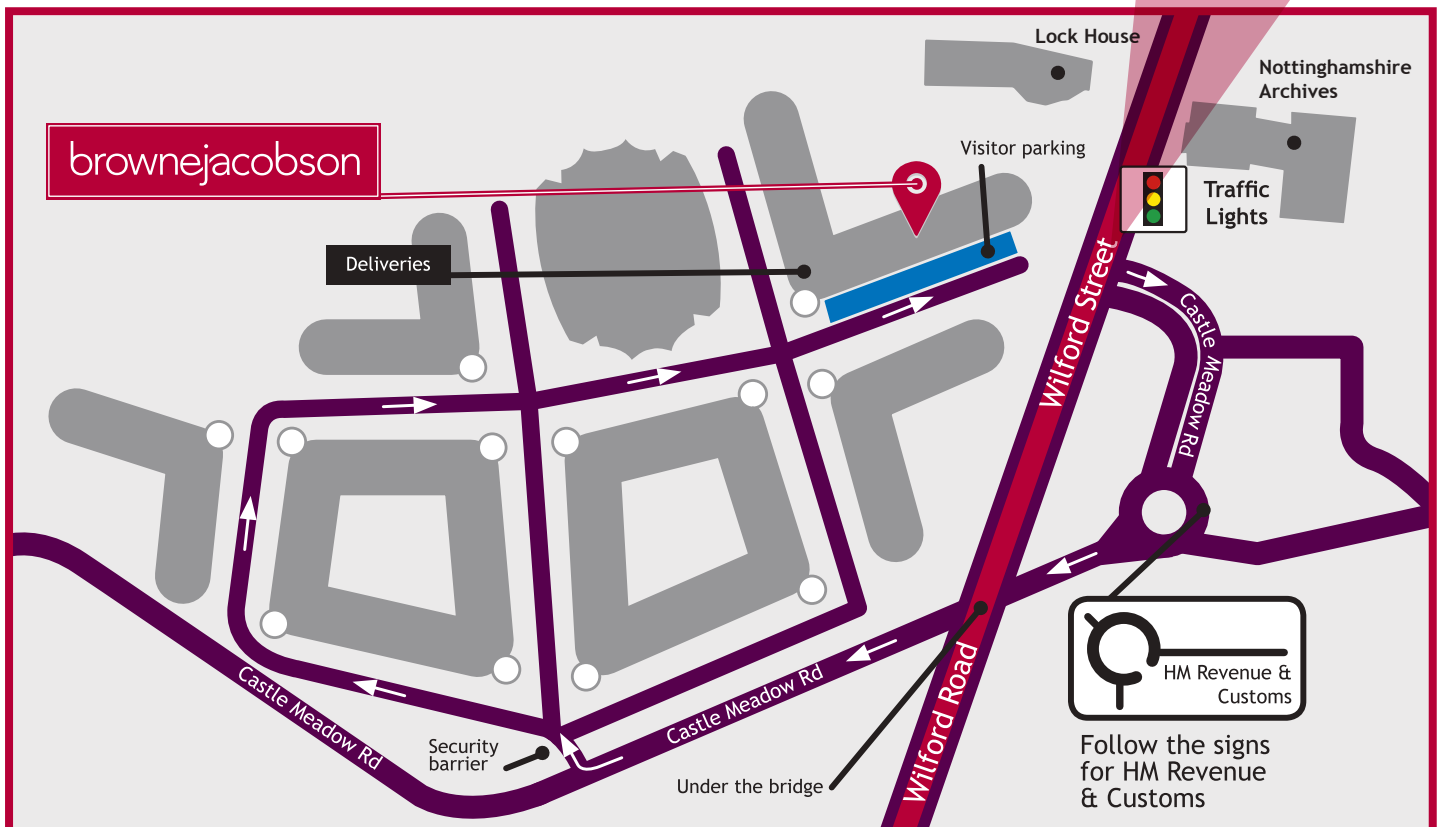 Lock House
Nottinghamshire
Archives
brownejacobson
Visitor parking
Traffic
Lights
Deliveries
Wilford Street
Castle Meadow Rd
HM Revenue &
Customs
Castle Meadow Rd
Castle Meadow Rd
Wilford Road
Security
barrier
Under the bridge
Follow the signs
for HM Revenue
& Customs